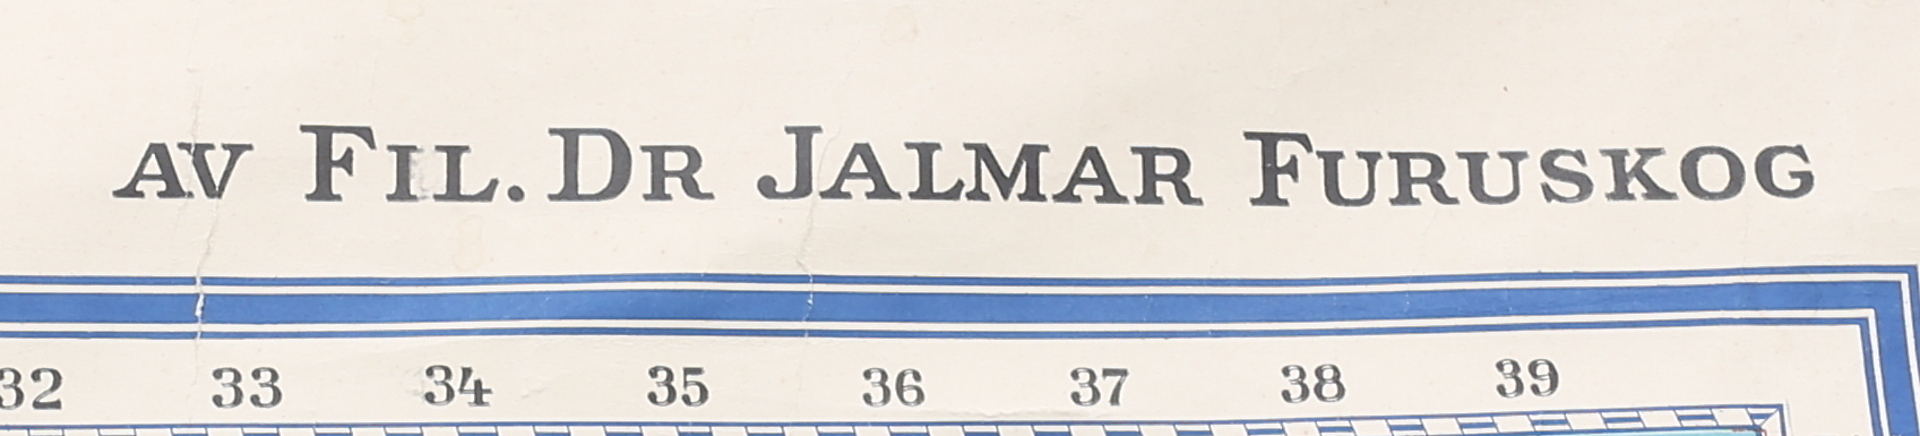 AV FIL. DR JALMAR FURUSKOG
32 33 34 35 36 37 38 39